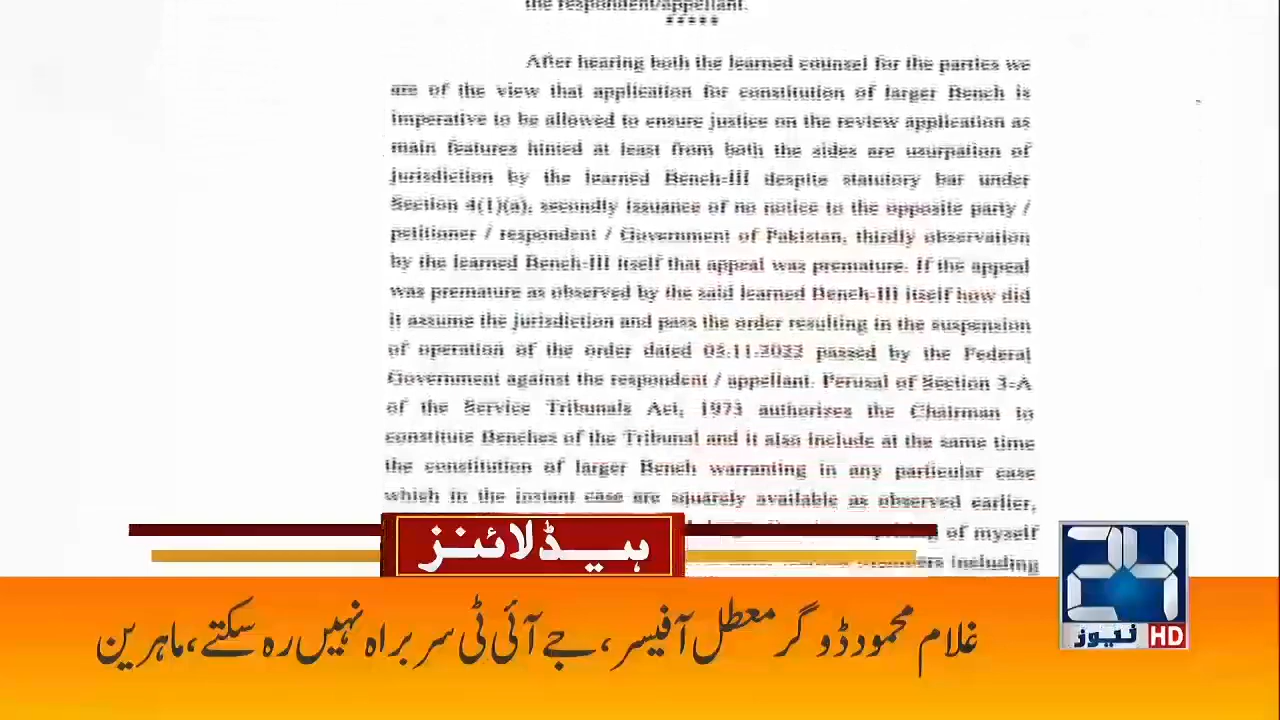 the respondent/appellant.
*****
After hearing both the learned counsel for the parties we
are of the view that application for constitution of larger Bench is
imperative to be allowed to ensure justice on the review application as
main features hinted at least from both the sides are usurpation of
jurisdiction by the learned Bench-III despite statutory bar under
Section 4(1)(a), secondly issuance of no notice to the opposite party /
petitioner / respondent / Government of Pakistan, thirdly observation
by the learned Bench-III itself that appeal was premature. If the appeal
was premature as observed by the said learned Bench-III itself how did
it assume the jurisdiction and pass the order resulting in the suspension
of operation of the order dated 05.11.2022 passed by the Federal
Government against the respondent / appellant. Perusal of Section 3-A
of the Service Tribunals Act, 1973 authorizes the Chairman to
constitute Benches of the Tribunal and it also include at the same time
the constitution of larger Bench warranting in any particular case
which in the instant case are squarely available as observed earlier,
of myself
including
ہیڈلائنز
غلام محمود ڈوگر معطل آفیسر، جے آئی ٹی سربراہ نہیں رہ سکتے، ماہرین
24
نیوز HD